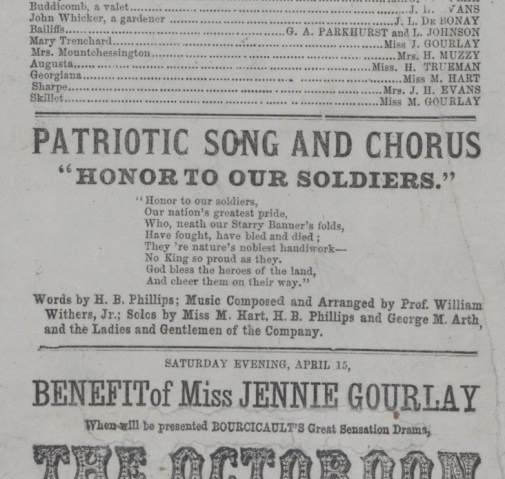 Buddicomb, a valet J. H. VANS
John Whicker, a gardener J. L. DE BONAY
Bailiffs G. A. PARKHURST and L. JOHNSON
Mary Trenchard Miss J. GOURLAY
Mrs. Mountchessington Mrs. H. MUZZY
Augusta Miss. H. TRUEMAN
Georgiana Miss M. HART
Sharpe Mrs. J. H. EVANS
Skillet Miss M. GOURLAY
PATRIOTIC SONG AND CHORUS
"HONOR TO OUR SOLDIERS."
"Honor to our soldiers,
Our nation's greatest pride,
Who, neath our Starry Banner's folds,
Have fought, have bled and died;
They 're nature's noblest handiwork—
No King so proud as they.
God bless the heroes of the land,
And cheer them on their way."
Words by H. B. Phillips; Music Composed and Arranged by Prof. William
Withers, Jr.; Solos by Miss M. Hart, H. B. Phillips and George M. Arth,
and the Ladies and Gentlemen of the Company.
SATURDAY EVENING, APRIL 15,
BENEFIT of Miss JENNIE GOURLAY
When will be presented BOURCICAULT'S Great Sensation Drama,
THE OCTOROON